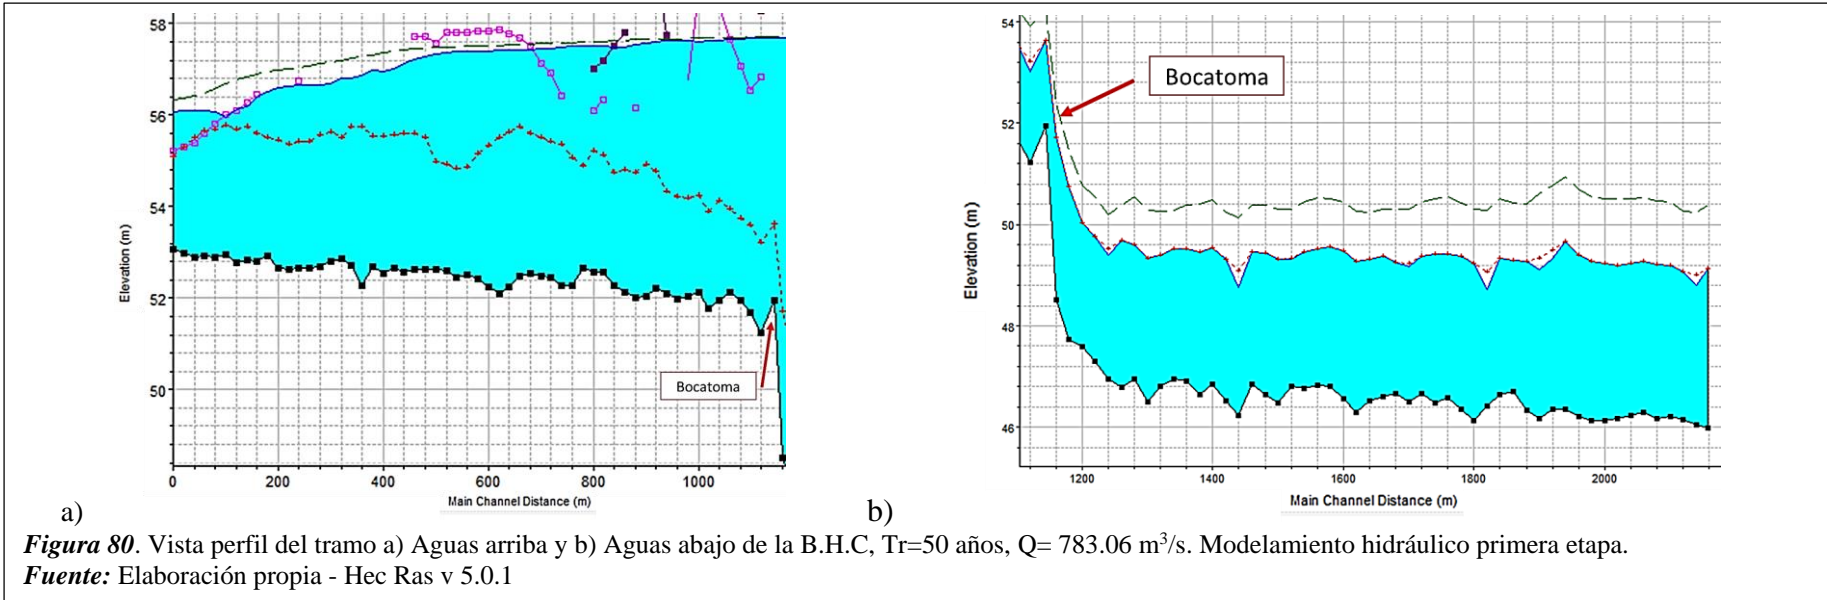 58
56
54
52
50
Elevation (m)
Bocatoma
0
200
400
600
800
1000
Main Channel Distance (m)
a)
54
52
50
48
46
Elevation (m)
Bocatoma
1200
1400
1600
1800
2000
Main Channel Distance (m)
b)
Figura 80. Vista perfil del tramo a) Aguas arriba y b) Aguas abajo de la B.H.C, Tr=50 años, Q= 783.06 m³/s. Modelamiento hidráulico primera etapa.
Fuente: Elaboración propia - Hec Ras v 5.0.1